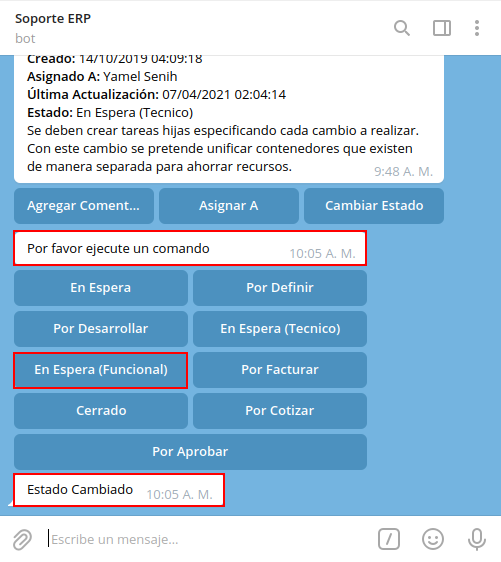 Soporte ERP
bot
Creado: 14/10/2019 04:09:18
Asignado A: Yamel Senih
Última Actualización: 07/04/2021 02:04:14
Estado: En Espera (Tecnico)
Se deben crear tareas hijas especificando cada cambio a realizar.
Con este cambio se pretende unificar contenedores que existen
de manera separada para ahorrar recursos.
9:48 A. M.
Agregar Coment... Asignar A Cambiar Estado
Por favor ejecute un comando
10:05 A. M.
En Espera Por Definir
Por Desarrollar En Espera (Tecnico)
En Espera (Funcional) Por Facturar
Cerrado Por Cotizar
Por Aprobar
Estado Cambiado 10:05 A. M.
Escribe un mensaje...